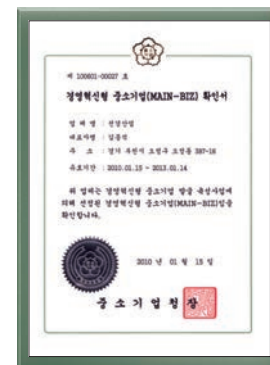 제 100801-00027 호
경영혁신형 중소기업(MAIN-BIZ) 확인서
업 체 명 : 전일산업
대표자명 : 김종석
주 소 : 경기 부천시 오정구 오정동 397-16
유효기간 : 2010.01.15 ~ 2013.01.14
위 업체는 경영혁신형 중소기업 발굴·육성사업에
의해 선정된 경영혁신형 중소기업(MAIN-BIZ)임을
확인합니다.
2010 년 01 월 15 일
중 소 기 업 청 장